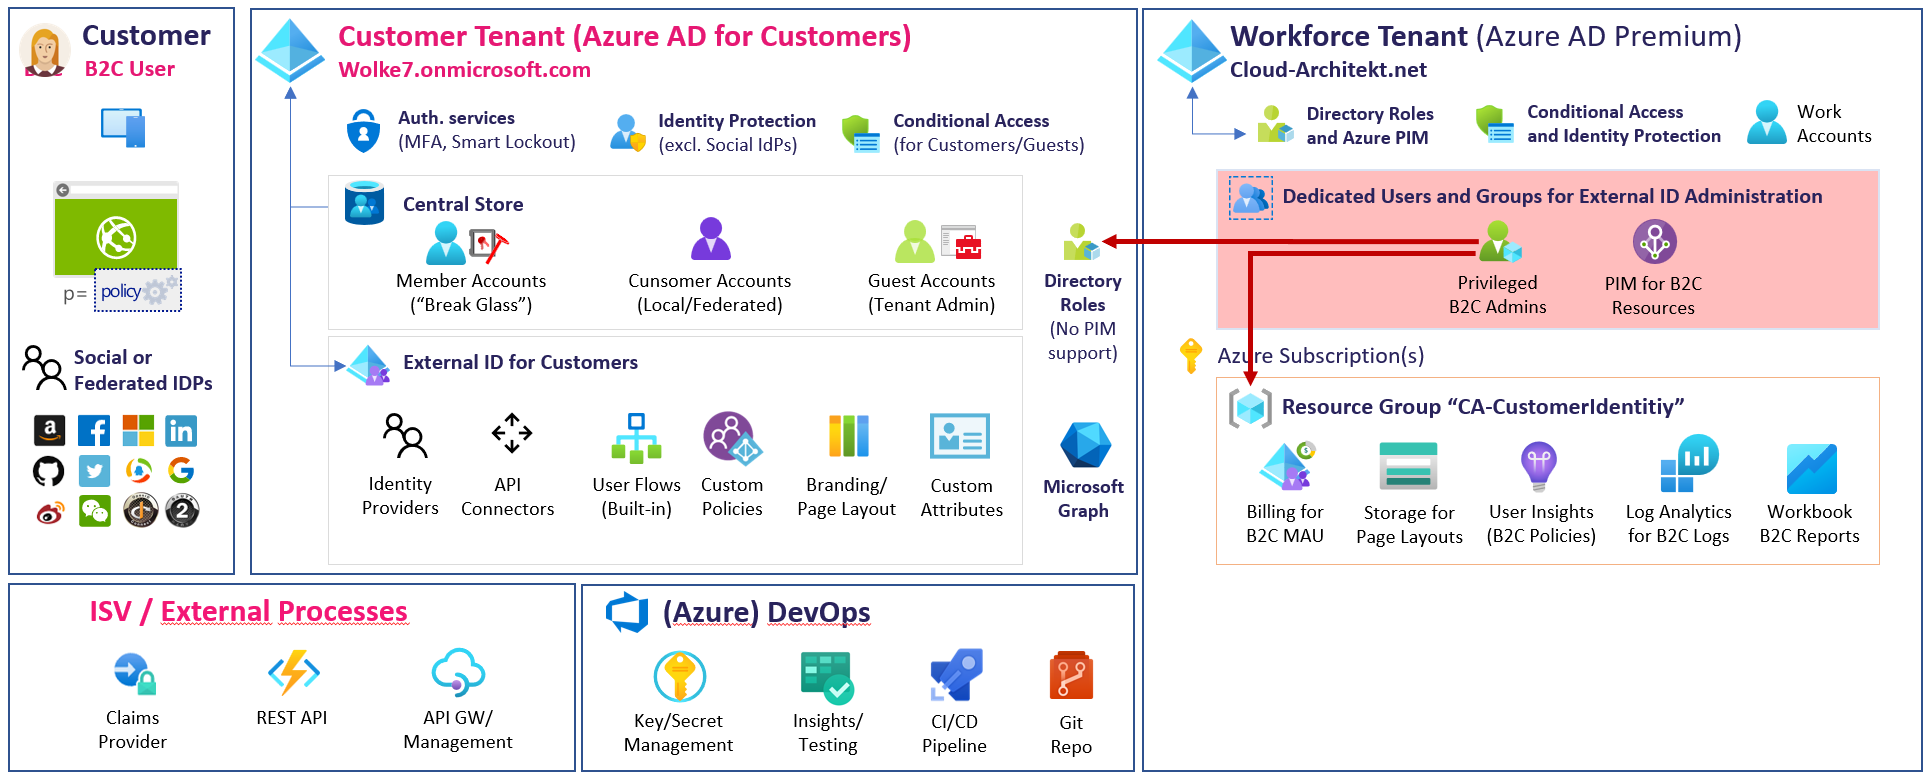 Customer
B2C User
p=
policy
Social or
Federated IDPs
Customer Tenant (Azure AD for Customers)
Wolke7.onmicrosoft.com
Auth. services
(MFA, Smart Lockout)
Identity Protection
(excl. Social IdPs)
Conditional Access
(for Customers/Guests)
Central Store
Member Accounts
(“Break Glass”)
Cunsomer Accounts
(Local/Federated)
Guest Accounts
(Tenant Admin)
Directory
Roles
(No PIM
support)
External ID for Customers
Identity
Providers
API
Connectors
User Flows
(Built-in)
Custom
Policies
Branding/
Page Layout
Custom
Attributes
Microsoft
Graph
Workforce Tenant (Azure AD Premium)
Cloud-Architekt.net
Directory Roles
and Azure PIM
Conditional Access
and Identity Protection
Work
Accounts
Dedicated Users and Groups for External ID Administration
Privileged
B2C Admins
PIM for B2C
Resources
Azure Subscription(s)
Resource Group “CA-CustomerIdentitiy”
Billing for
B2C MAU
Storage for
Page Layouts
User Insights
(B2C Policies)
Log Analytics
for B2C Logs
Workbook
B2C Reports
ISV / External Processes
Claims
Provider
REST API
API GW/
Management
(Azure) DevOps
Key/Secret
Management
Insights/
Testing
CI/CD
Pipeline
Git
Repo